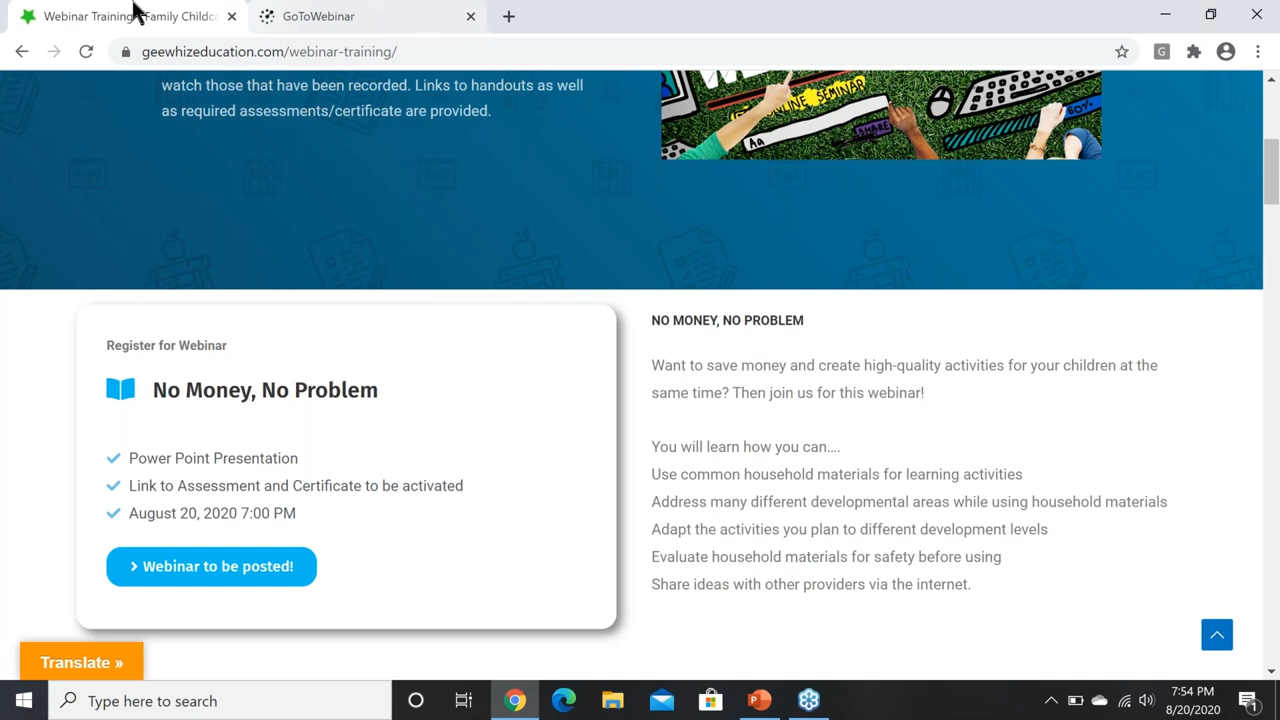 Webinar Training - Family Childca
GoToWebinar
geewhizeducation.com/webinar-training/
watch those that have been recorded. Links to handouts as well
as required assessments/certificate are provided.
ONLINE SEMINAR
Aa
SHARE
50%
Register for Webinar
No Money, No Problem
Power Point Presentation
Link to Assessment and Certificate to be activated
August 20, 2020 7:00 PM
Webinar to be posted!
NO MONEY, NO PROBLEM
Want to save money and create high-quality activities for your children at the
same time? Then join us for this webinar!
You will learn how you can....
Use common household materials for learning activities
Address many different developmental areas while using household materials
Adapt the activities you plan to different development levels
Evaluate household materials for safety before using
Share ideas with other providers via the internet.
Translate »
Type here to search
7:54 PM
8/20/2020